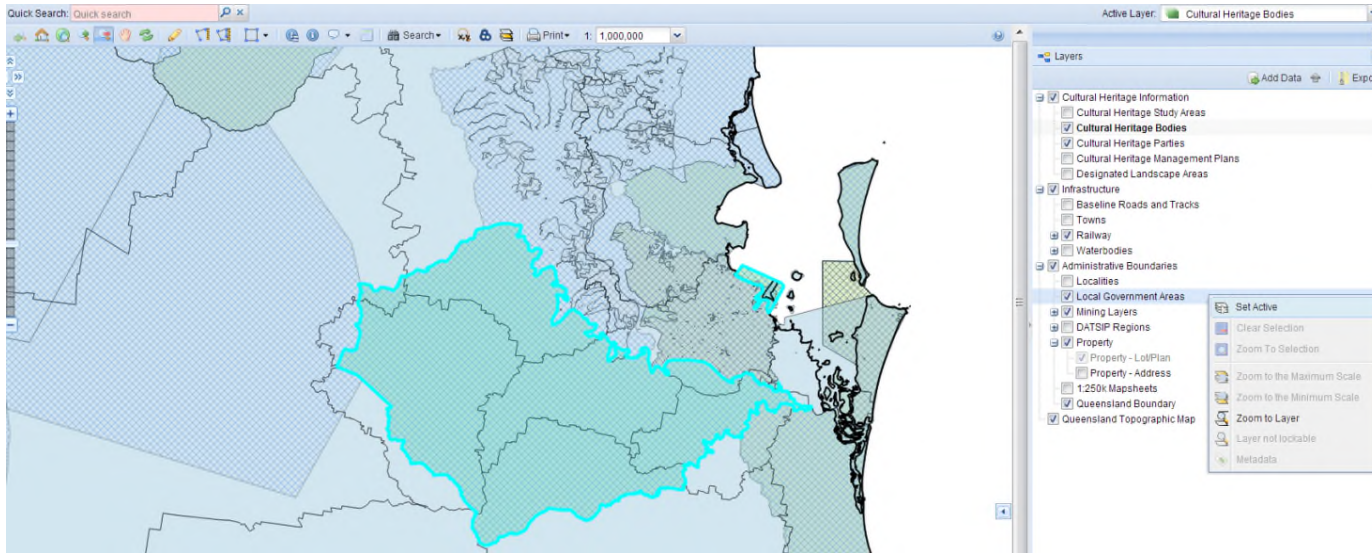 Quick Search: Quick search
Active Layer: Cultural Heritage Bodies
Search
Print
1: 1,000,000
Layers
Add Data
Expo
Cultural Heritage Information
Cultural Heritage Study Areas
Cultural Heritage Bodies
Cultural Heritage Parties
Cultural Heritage Management Plans
Designated Landscape Areas
Infrastructure
Baseline Roads and Tracks
Towns
Railway
Waterbodies
Administrative Boundaries
Localities
Local Government Areas
Mining Layers
DATSIP Regions
Property
Property - Lot/Plan
Property - Address
1:250k Mapsheets
Queensland Boundary
Queensland Topographic Map
Set Active
Clear Selection
Zoom To Selection
Zoom to the Maximum Scale
Zoom to the Minimum Scale
Zoom to Layer
Layer not lockable
Metadata